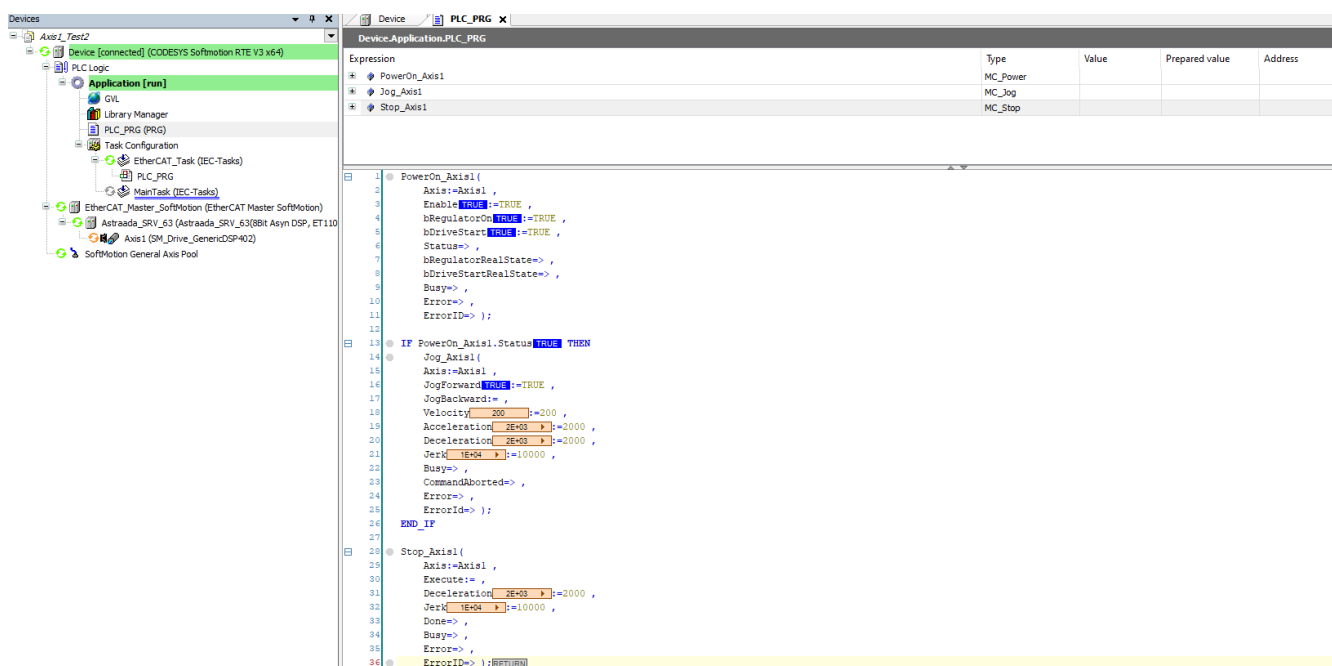 Devices
Axis1_Test2
Device [connected] (CODESYS Softmotion RTE V3 x64)
PLC Logic
Application [run]
GVL
Library Manager
PLC_PRG (PRG)
Task Configuration
EtherCAT_Task (IEC-Tasks)
PLC_PRG
MainTask (IEC-Tasks)
EtherCAT_Master_SoftMotion (EtherCAT Master SoftMotion)
Astraada_SRV_63 (Astraada_SRV_63(8Bit Asyn DSP, ET110
Axis1 (SM_Drive_GenericDSP402)
SoftMotion General Axis Pool
Device PLC_PRG X
Device.Application.PLC_PRG
Expression Type Value Prepared value Address
PowerOn_Axis1 MC_Power
Jog_Axis1 MC_Jog
Stop_Axis1 MC_Stop
1 PowerOn_Axis1(
2 Axis:=Axis1 ,
3 Enable TRUE :=TRUE ,
4 bRegulatorOn TRUE :=TRUE ,
5 bDriveStart TRUE :=TRUE ,
6 Status=> ,
7 bRegulatorRealState=> ,
8 bDriveStartRealState=> ,
9 Busy=> ,
10 Error=> ,
11 ErrorID=> );
12
13 IF PowerOn_Axis1.Status TRUE THEN
14 Jog_Axis1(
15 Axis:=Axis1 ,
16 JogForward TRUE :=TRUE ,
17 JogBackward:= ,
18 Velocity 200 :=200 ,
19 Acceleration 2E+03 :=2000 ,
20 Deceleration 2E+03 :=2000 ,
21 Jerk 1E+04 :=10000 ,
22 Busy=> ,
23 CommandAborted=> ,
24 Error=> ,
25 ErrorId=> );
26 END_IF
27
28 Stop_Axis1(
29 Axis:=Axis1 ,
30 Execute:= ,
31 Deceleration 2E+03 :=2000 ,
32 Jerk 1E+04 :=10000 ,
33 Done=> ,
34 Busy=> ,
35 Error=> ,
36 ErrorID=> ); RETURN